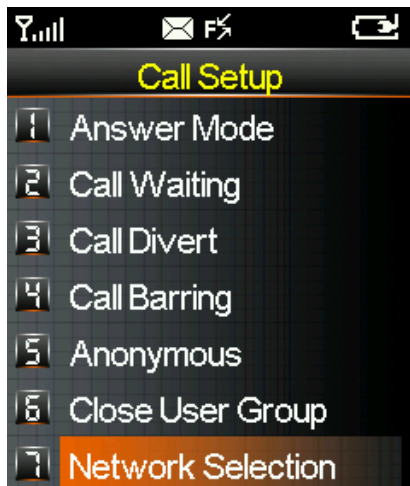 F
Call Setup
1 Answer Mode
2 Call Waiting
3 Call Divert
4 Call Barring
5 Anonymous
6 Close User Group
7 Network Selection